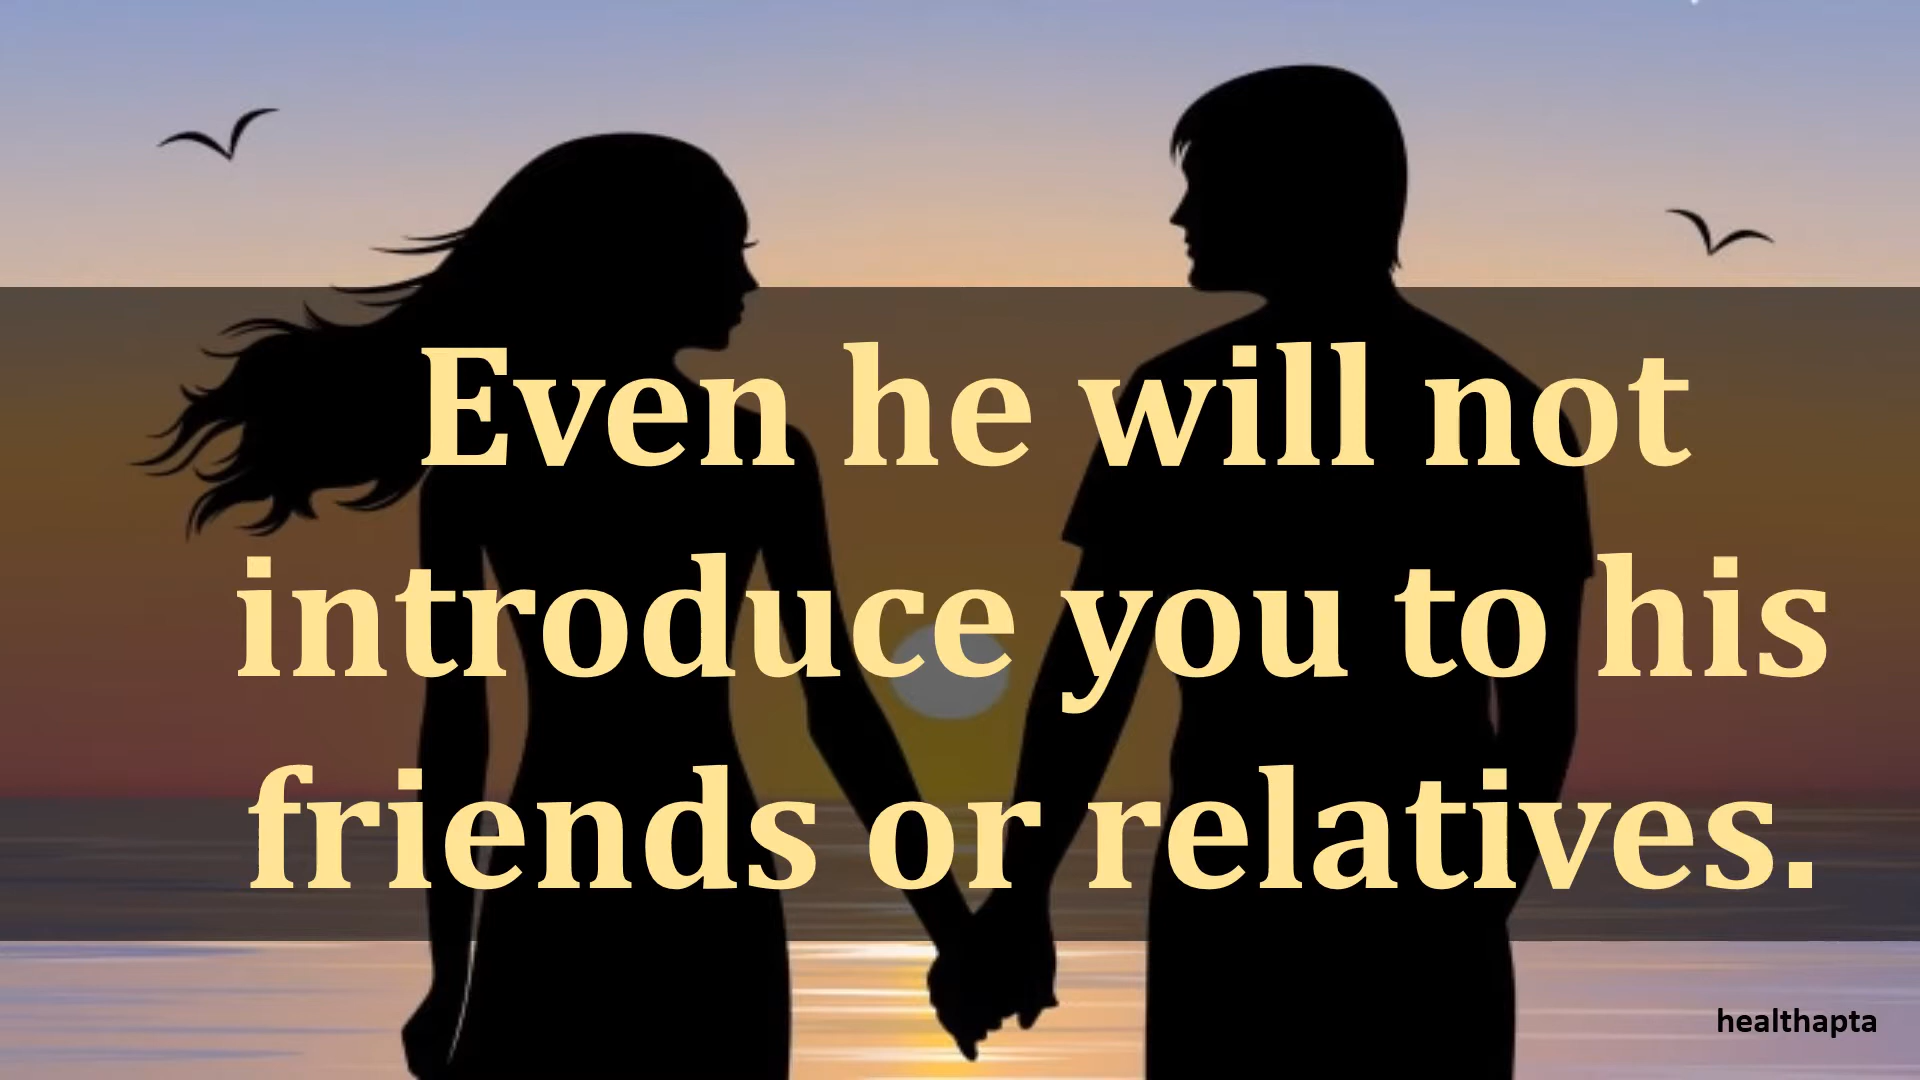 Even he will not
introduce you to his
friends or relatives.
healthapta